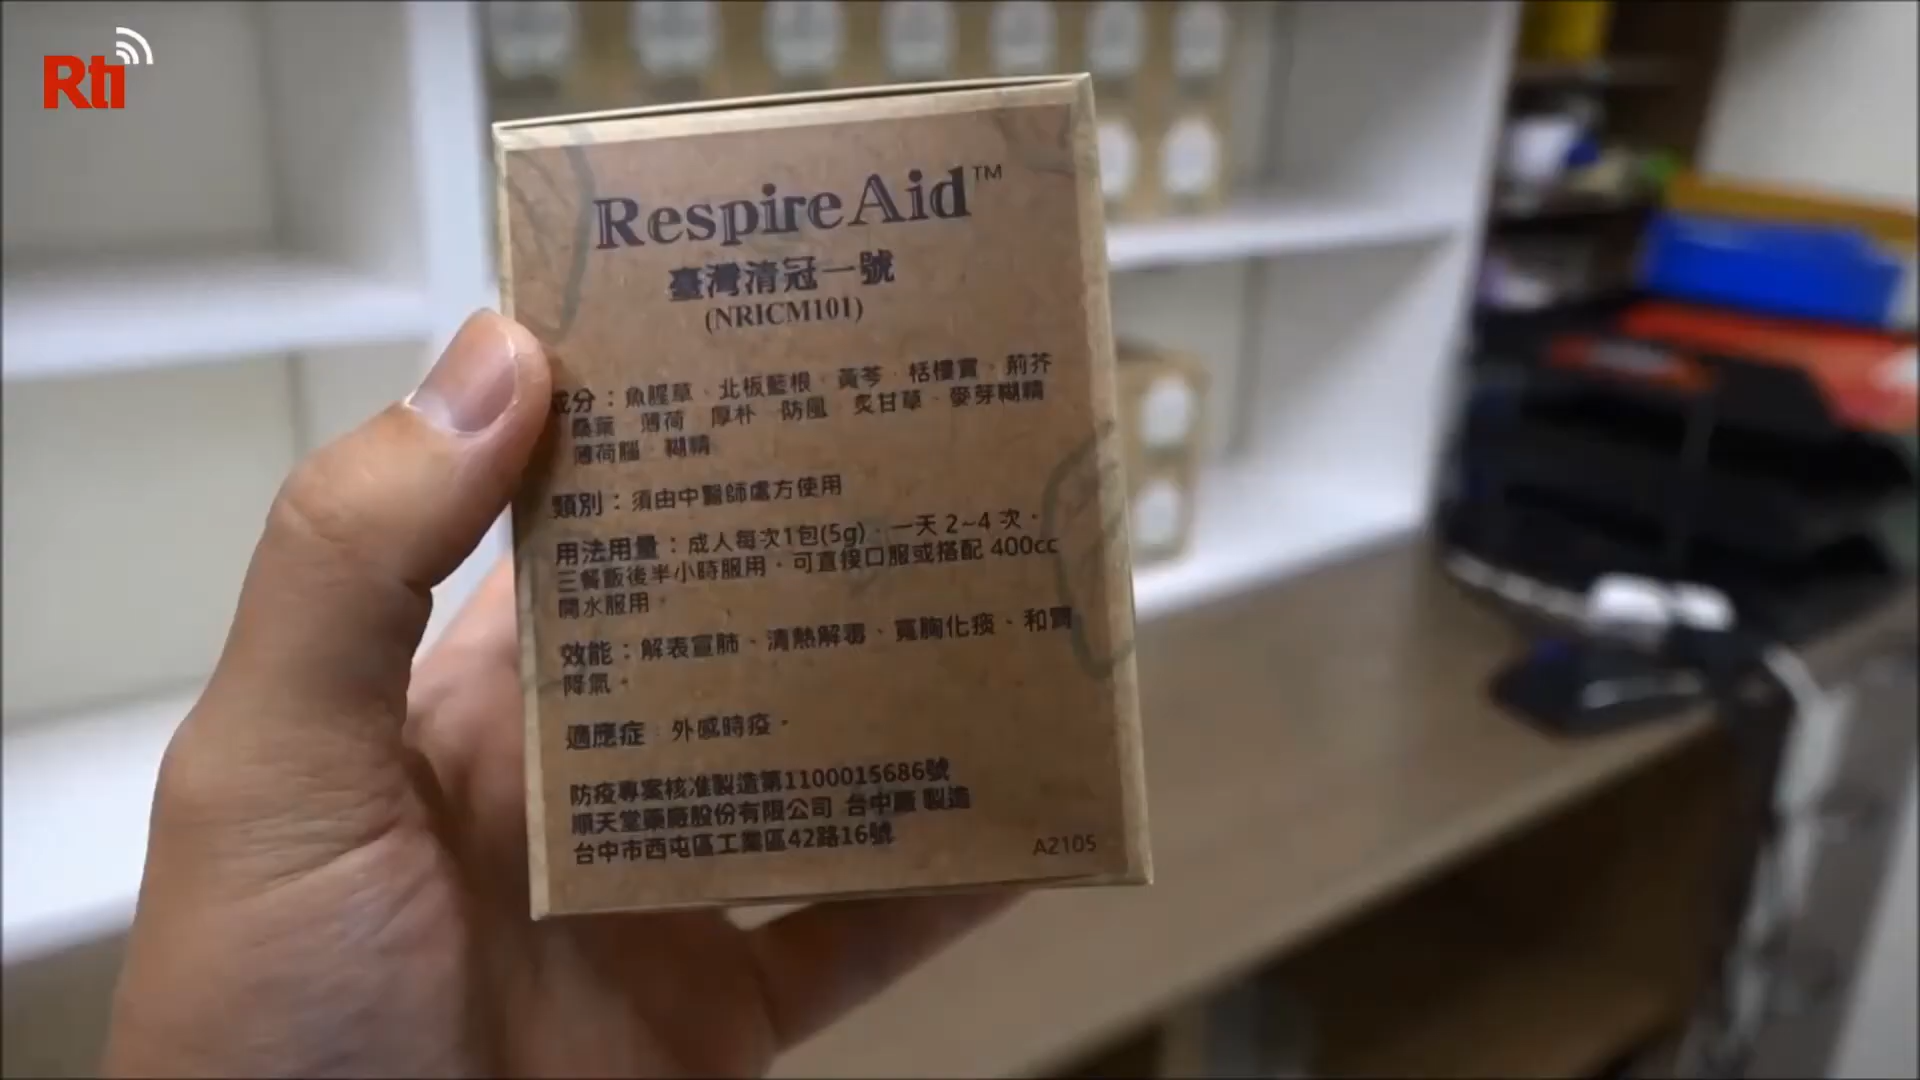 Rti
RespireAid™
臺灣清冠一號
(NRICM101)
成分：魚腥草、北板藍根、黃芩、栝樓實、荊芥
桑葉、薄荷、厚朴、防風、炙甘草、麥芽糊精
薄荷腦、糊精
類別：須由中醫師處方使用
用法用量：成人每次1包(5g)，一天 2~4 次，
三餐飯後半小時服用，可直接口服或搭配 400cc
開水服用。
效能：解表宣肺、清熱解毒、寬胸化痰、和胃
降氣。
適應症：外感時疫。
防疫專案核准製造第1100015686號
順天堂藥廠股份有限公司 台中廠 製造
台中市西屯區工業區42路16號
A2105